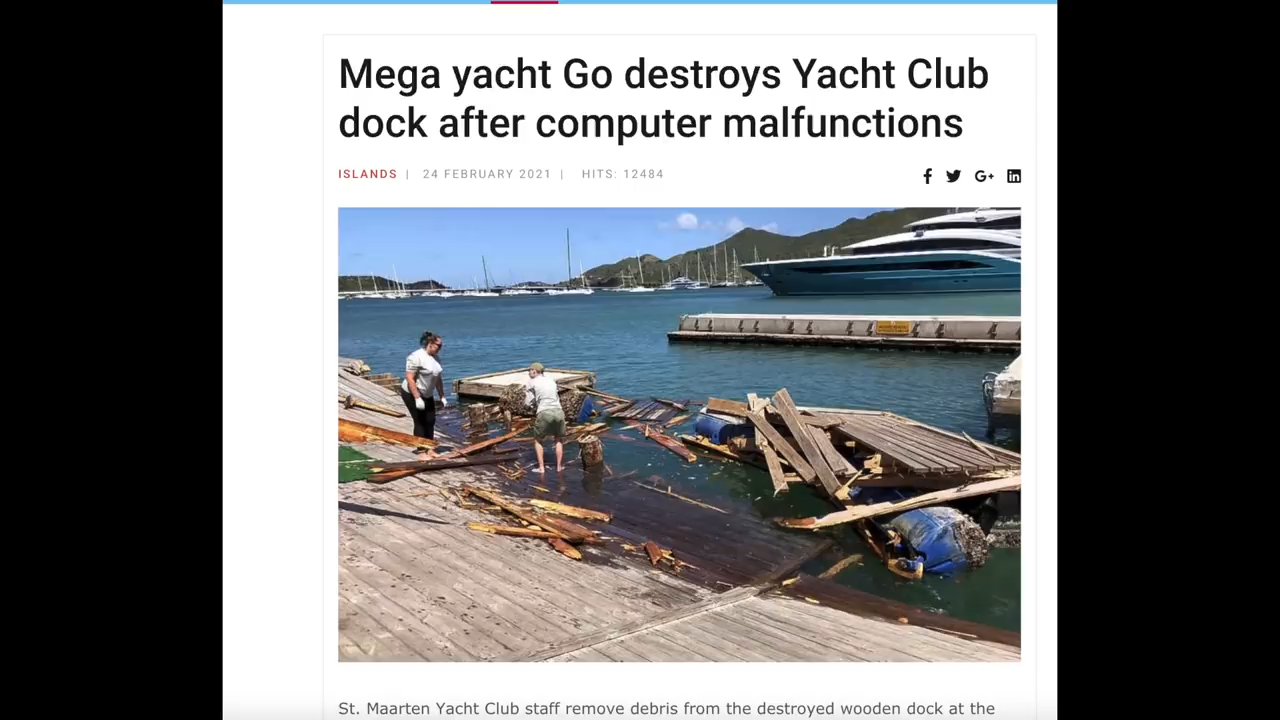 Mega yacht Go destroys Yacht Club
dock after computer malfunctions
ISLANDS | 24 FEBRUARY 2021 | HITS: 12484
St. Maarten Yacht Club staff remove debris from the destroyed wooden dock at the